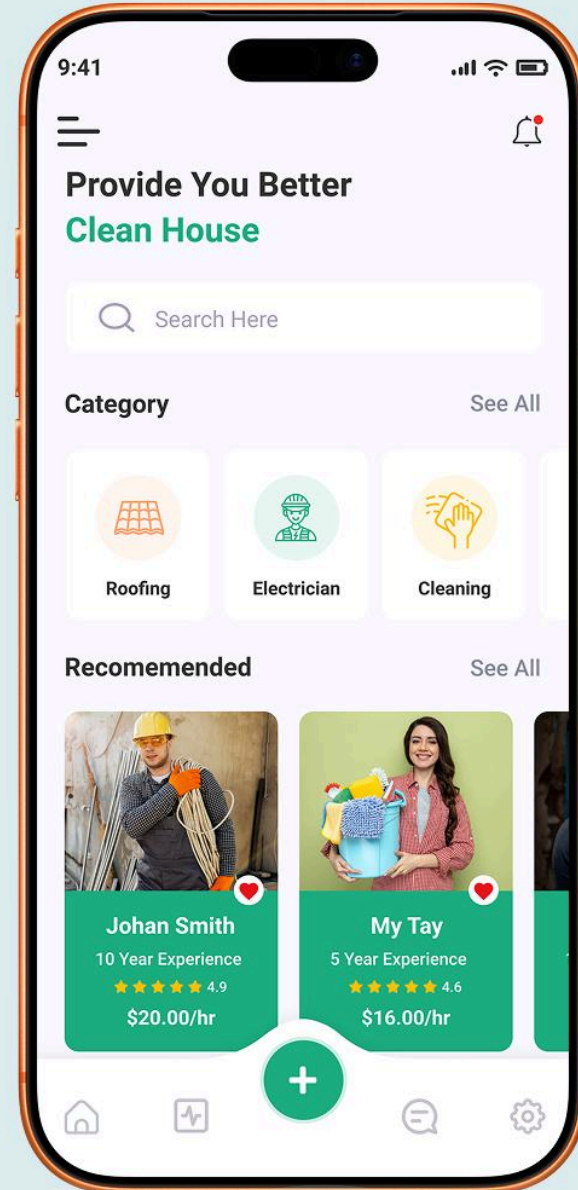 9:41
Provide You Better
Clean House
Search Here
Category See All
Roofing Electrician Cleaning
Recomemended See All
Johan Smith My Tay
10 Year Experience 5 Year Experience
4.9 4.6
$20.00/hr $16.00/hr